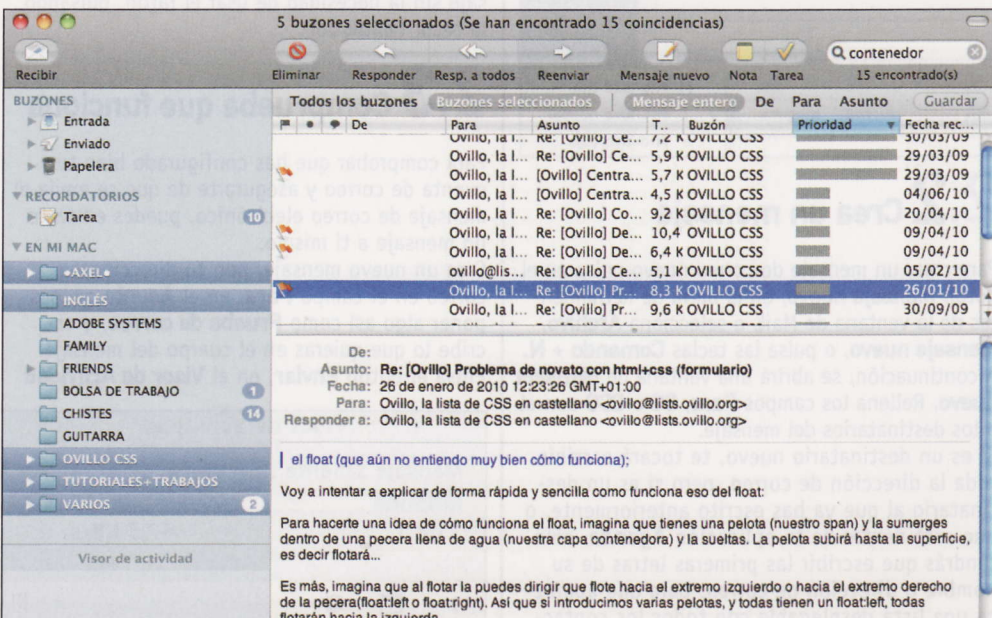 5 buzones seleccionados (Se han encontrado 15 coincidencias)
contenedor
Recibir Eliminar Responder Resp. a todos Reenviar Mensaje nuevo Nota Tarea 15 encontrado(s)
Todos los buzones Buzones seleccionados Mensaje entero De Para Asunto Guardar
De Para Asunto T... Buzón Prioridad Fecha rec...
Ovillo, la l... Re: [Ovillo] Ce... 7,2 K OVILLO CSS 30/03/09
Ovillo, la l... Re: [Ovillo] Ce... 5,9 K OVILLO CSS 29/03/09
Ovillo, la l... [Ovillo] Centra... 5,7 K OVILLO CSS 29/03/09
Ovillo, la l... [Ovillo] Centra... 4,5 K OVILLO CSS 04/06/10
Ovillo, la l... Re: [Ovillo] Co... 9,2 K OVILLO CSS 20/04/10
Ovillo, la l... Re: [Ovillo] De... 10,4 OVILLO CSS 09/04/10
Ovillo, la l... Re: [Ovillo] De... 6,4 K OVILLO CSS 09/04/10
ovillo@lis... Re: [Ovillo] Ce... 5,1 K OVILLO CSS 05/02/10
Ovillo, la l... Re: [Ovillo] Pr... 8,3 K OVILLO CSS 26/01/10
Ovillo, la l... Re: [Ovillo] Pr... 9,6 K OVILLO CSS 30/09/09
BUZONES
Entrada
Enviado
Papelera
RECORDATORIOS
Tarea 10
EN MI MAC
•AXEL•
INGLÉS
ADOBE SYSTEMS
FAMILY
FRIENDS
BOLSA DE TRABAJO 1
CHISTES 14
GUITARRA
OVILLO CSS
TUTORIALES+TRABAJOS
VARIOS 2
Visor de actividad
De:
Asunto: Re: [Ovillo] Problema de novato con html+css (formulario)
Fecha: 26 de enero de 2010 12:23:26 GMT+01:00
Para: Ovillo, la lista de CSS en castellano <ovillo@lists.ovillo.org>
Responder a: Ovillo, la lista de CSS en castellano <ovillo@lists.ovillo.org>
el float (que aún no entiendo muy bien cómo funciona);
Voy a intentar a explicar de forma rápida y sencilla como funciona eso del float:
Para hacerte una idea de cómo funciona el float, imagina que tienes una pelota (nuestro span) y la sumerges
dentro de una pecera llena de agua (nuestra capa contenedora) y la sueltas. La pelota subirá hasta la superficie,
es decir flotará...
Es más, imagina que al flotar la puedes dirigir que flote hacia el extremo izquierdo o hacia el extremo derecho
de la pecera(float:left o float:right). Así que si introducimos varias pelotas, y todas tienen un float:left, todas
flotarán hacia la izquierda